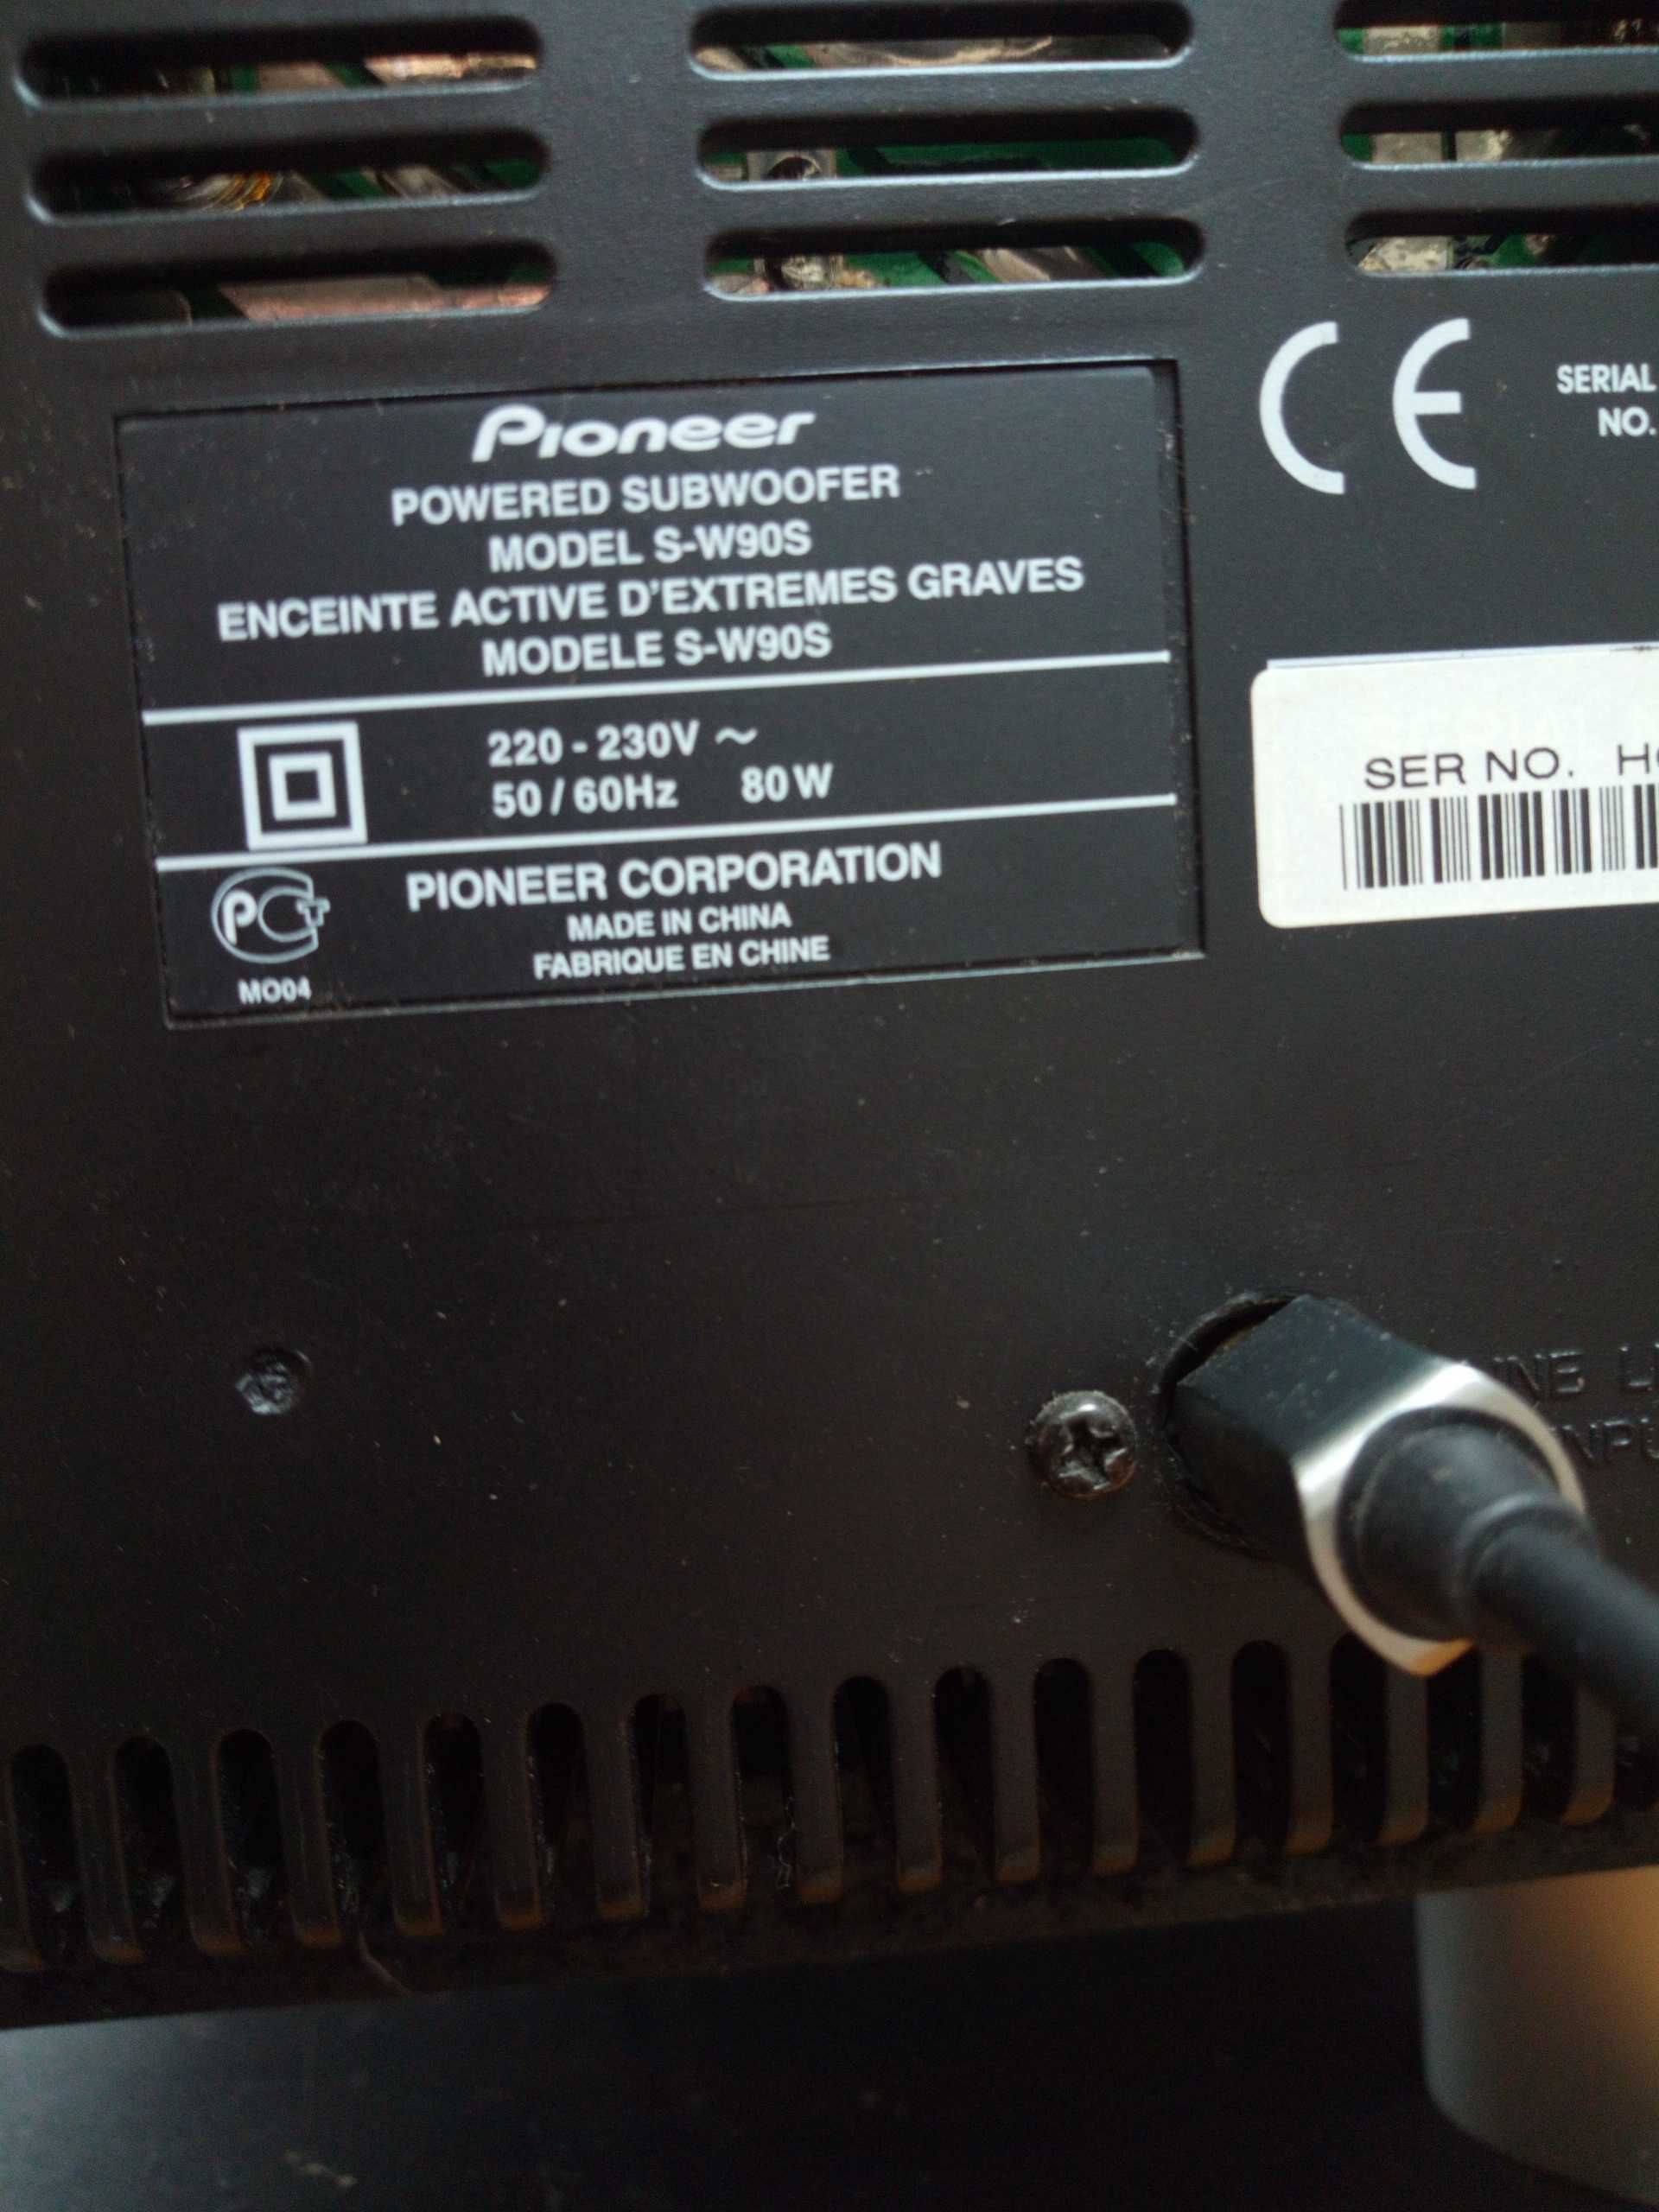 Pioneer
POWERED SUBWOOFER
MODEL S-W90S
ENCEINTE ACTIVE D'EXTREMES GRAVES
MODELE S-W90S
220 - 230V ~
50 / 60Hz 80 W
PIONEER CORPORATION
MADE IN CHINA
FABRIQUE EN CHINE
MO04
CE
SERIAL
NO.
SER NO.